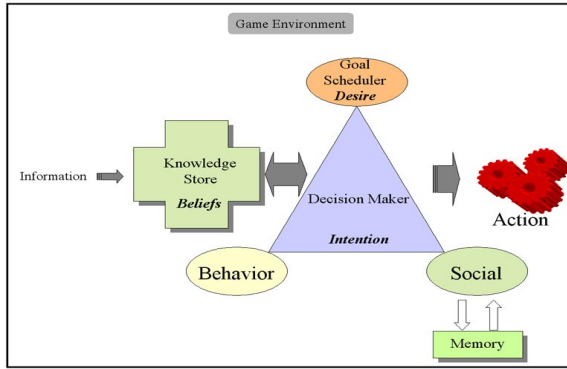 Game Environment
Goal
Scheduler
Desire
Information
Knowledge
Store
Beliefs
Decision Maker
Intention
Action
Behavior
Social
Memory